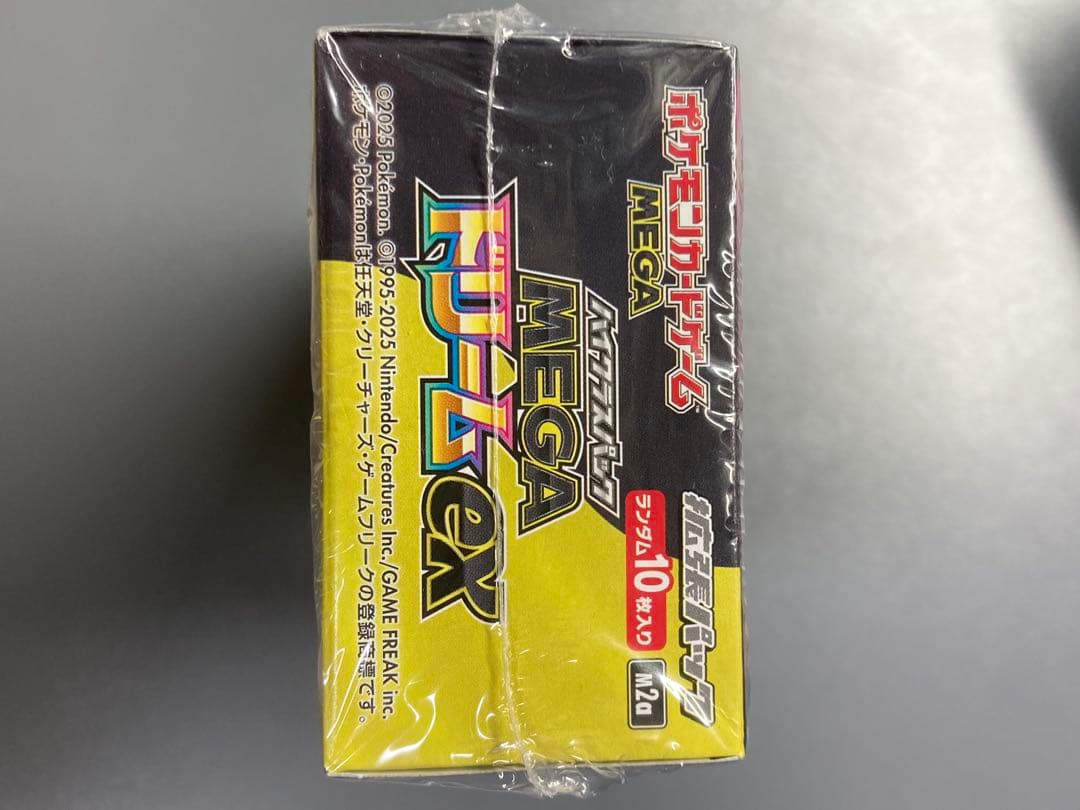 ポケモンカードゲーム
MEGA
拡張パック
ハイクラスパック
MEGA
ドリームex
ランダム10枚入り
M2a
©2025 Pokémon. ©1995-2025 Nintendo/Creatures Inc./GAME FREAK inc.
ポケモン・Pokémonは任天堂・クリーチャーズ・ゲームフリークの登録商標です。